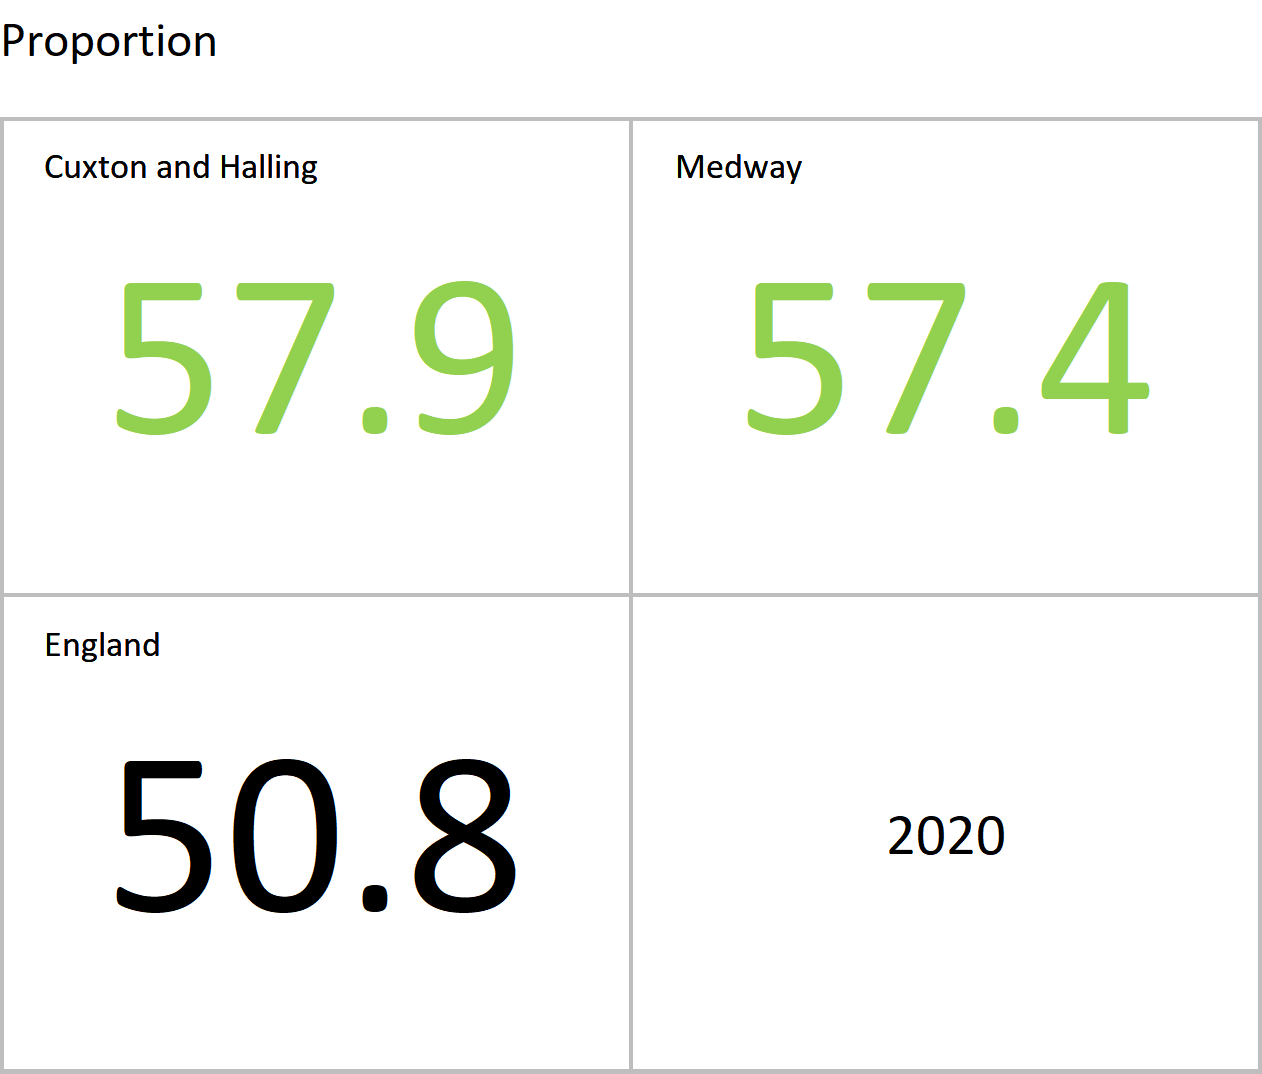 Proportion
Cuxton and Halling
57.9
Medway
57.4
England
50.8
2020